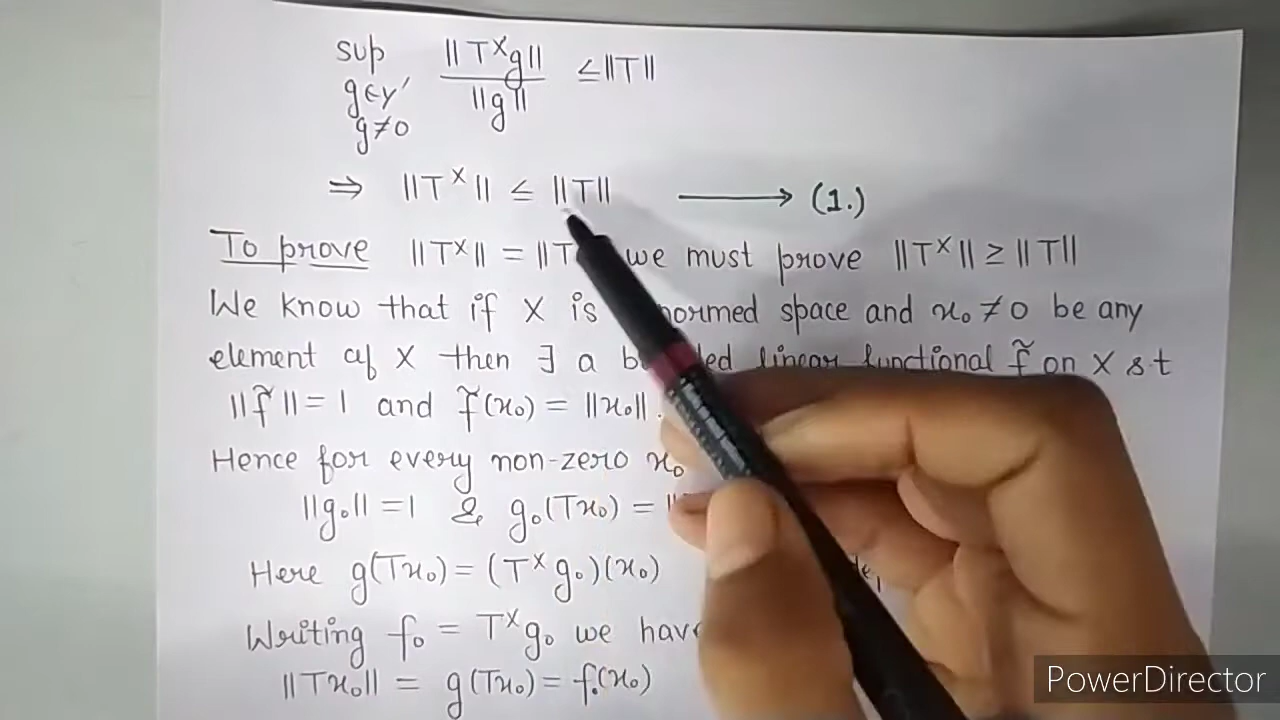 sup ||T^x g|| / ||g|| ≤ ||T||
g∈Y'
g≠0
⇒ ||T^x|| ≤ ||T|| ⟶ (1.)
To prove ||T^x|| = ||T we must prove ||T^x|| ≥ ||T||
We know that if X is normed space and x₀ ≠ 0 be any
element of X then ∃ a linear functional f̃ on X s.t
||f̃|| = 1 and f̃(x₀) = ||x₀||.
Hence for every non-zero x₀
||g₀|| = 1 & g₀(Tx₀) = ||
Here g(Tx₀) = (T^x g₀)(x₀)
Writing f₀ = T^x g₀ we have
||Tx₀|| = g(Tx₀) = f₀(x₀)
PowerDirector